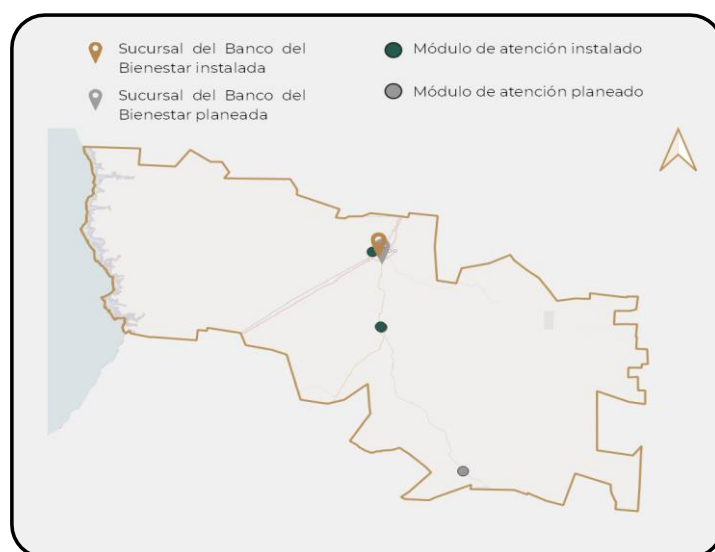 Sucursal del Banco del
Bienestar instalada
Sucursal del Banco del
Bienestar planeada
Módulo de atención instalado
Módulo de atención planeado